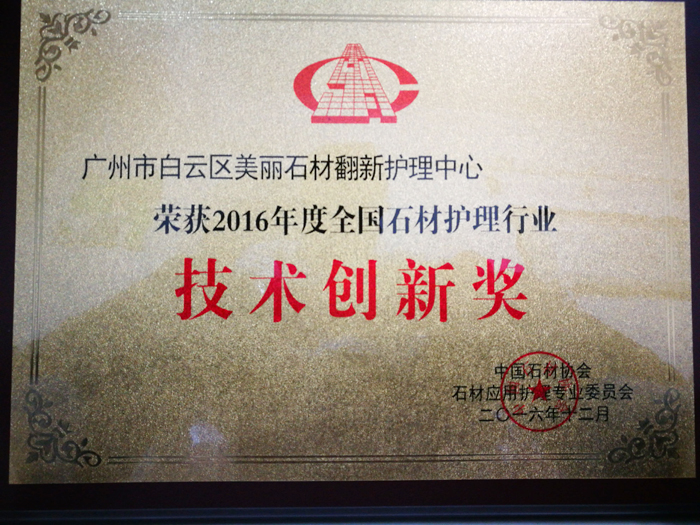 广州市白云区美丽石材翻新护理中心
荣获2016年度全国石材护理行业
技术创新奖
中国石材协会
石材应用护理专业委员会
二〇一六年十二月